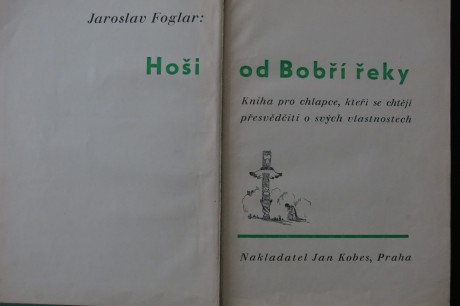 Jaroslav Foglar:
Hoši od Bobří řeky
Kniha pro chlapce, kteří se chtějí
přesvědčiti o svých vlastnostech
Nakladatel Jan Kobes, Praha